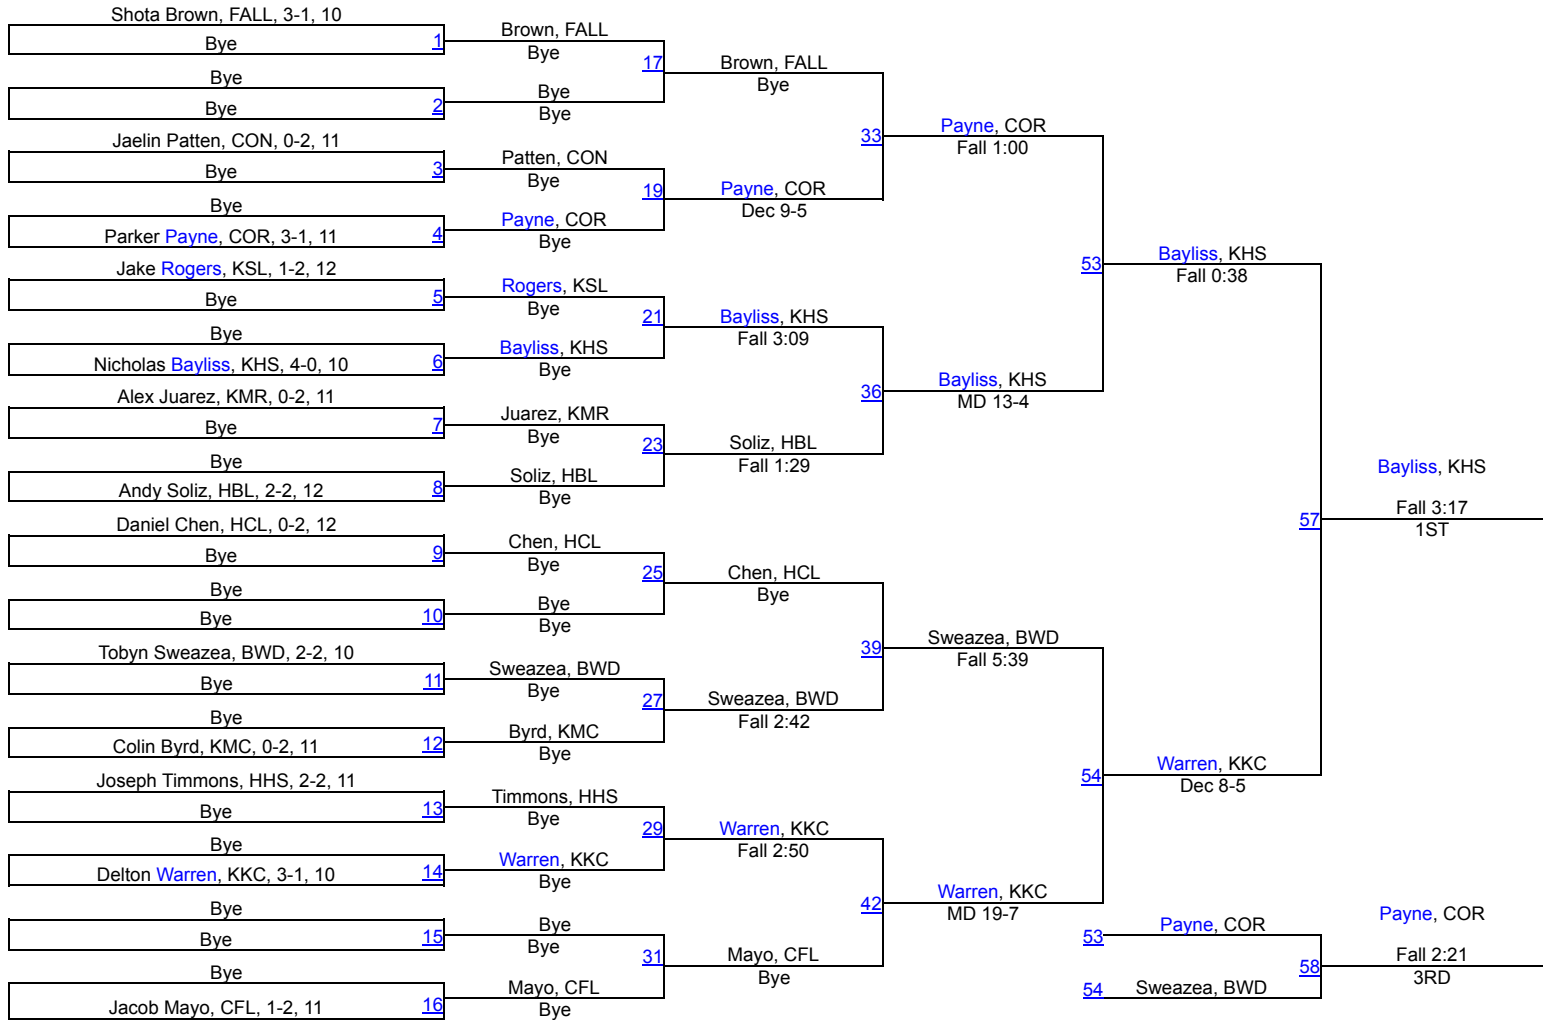 Shota Brown, FALL, 3-1, 10
Bye
1
Bye
Bye
2
Jaelin Patten, CON, 0-2, 11
Bye
3
Bye
Parker Payne, COR, 3-1, 11
4
Jake Rogers, KSL, 1-2, 12
Bye
5
Bye
Nicholas Bayliss, KHS, 4-0, 10
6
Alex Juarez, KMR, 0-2, 11
Bye
7
Bye
Andy Soliz, HBL, 2-2, 12
8
Daniel Chen, HCL, 0-2, 12
Bye
9
Bye
Bye
10
Tobyn Sweazea, BWD, 2-2, 10
Bye
11
Bye
Colin Byrd, KMC, 0-2, 11
12
Joseph Timmons, HHS, 2-2, 11
Bye
13
Bye
Delton Warren, KKC, 3-1, 10
14
Bye
Bye
15
Bye
Jacob Mayo, CFL, 1-2, 11
16
Brown, FALL
Bye
17
Bye
Bye
Patten, CON
Bye
19
Payne, COR
Bye
Rogers, KSL
Bye
21
Bayliss, KHS
Bye
Juarez, KMR
Bye
23
Soliz, HBL
Bye
Chen, HCL
Bye
25
Bye
Bye
Sweazea, BWD
Bye
27
Byrd, KMC
Bye
Timmons, HHS
Bye
29
Warren, KKC
Bye
Bye
Bye
31
Mayo, CFL
Bye
Brown, FALL
Bye
33
Payne, COR
Dec 9-5
Bayliss, KHS
Fall 3:09
36
Soliz, HBL
Fall 1:29
Chen, HCL
Bye
39
Sweazea, BWD
Fall 2:42
Warren, KKC
Fall 2:50
42
Mayo, CFL
Bye
Payne, COR
Fall 1:00
53
Bayliss, KHS
MD 13-4
Sweazea, BWD
Fall 5:39
54
Warren, KKC
MD 19-7
Bayliss, KHS
Fall 0:38
57
Warren, KKC
Dec 8-5
Bayliss, KHS
Fall 3:17
1ST
53
Payne, COR
58
54
Sweazea, BWD
Payne, COR
Fall 2:21
3RD